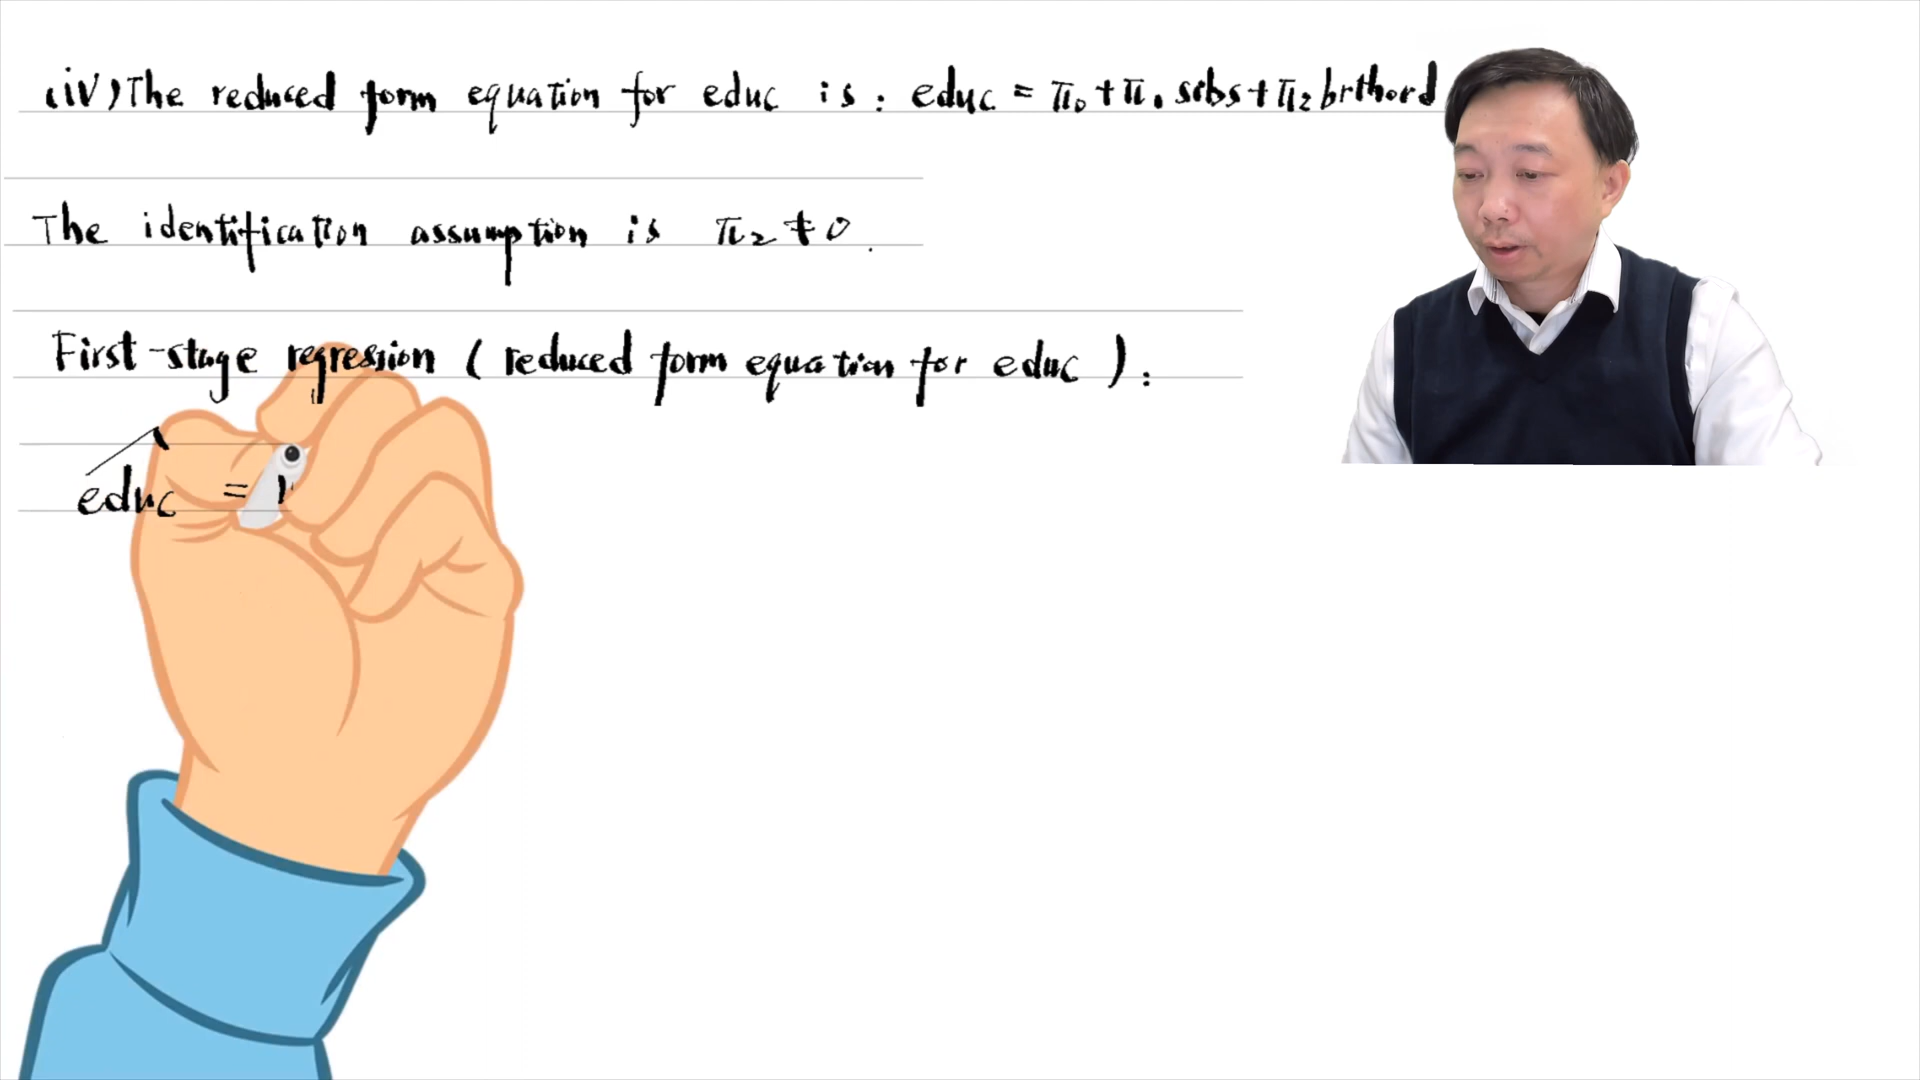 (iv) The reduced form equation for educ is : educ = π₀ + π₁ sibs + π₂ brthord
The identification assumption is π₂ ≠ 0.
First-stage regression ( reduced form equation for educ ) :
educ^ =